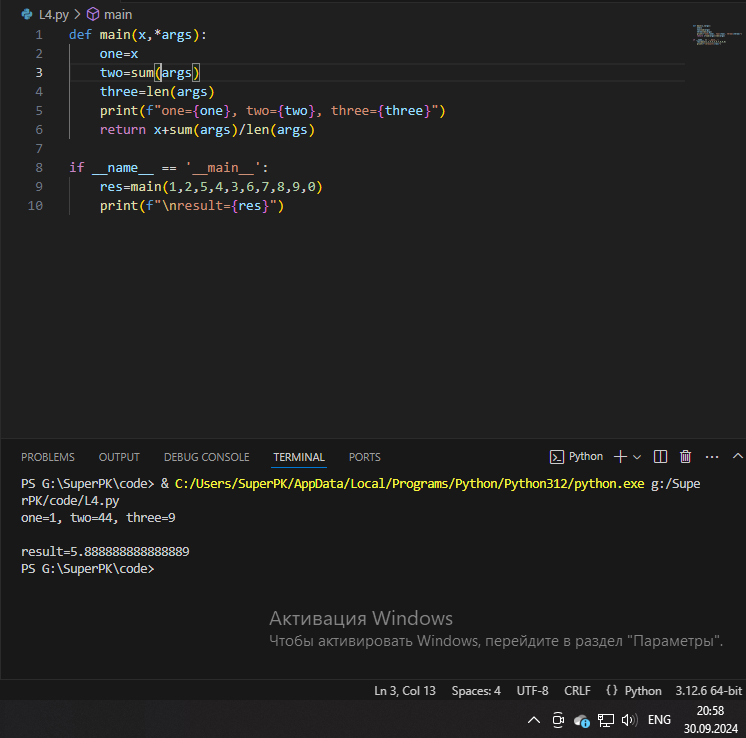 L4.py > main
1 def main(x,*args):
2 one=x
3 two=sum(args)
4 three=len(args)
5 print(f"one={one}, two={two}, three={three}")
6 return x+sum(args)/len(args)
7
8 if __name__ == '__main__':
9 res=main(1,2,5,4,3,6,7,8,9,0)
10 print(f"\nresult={res}")
PROBLEMS OUTPUT DEBUG CONSOLE TERMINAL PORTS Python
PS G:\SuperPK\code> & C:/Users/SuperPK/AppData/Local/Programs/Python/Python312/python.exe g:/Supe
rPK/code/L4.py
one=1, two=44, three=9
result=5.888888888888889
PS G:\SuperPK\code>
Активация Windows
Чтобы активировать Windows, перейдите в раздел "Параметры".
Ln 3, Col 13 Spaces: 4 UTF-8 CRLF {} Python 3.12.6 64-bit
ENG 20:58
30.09.2024